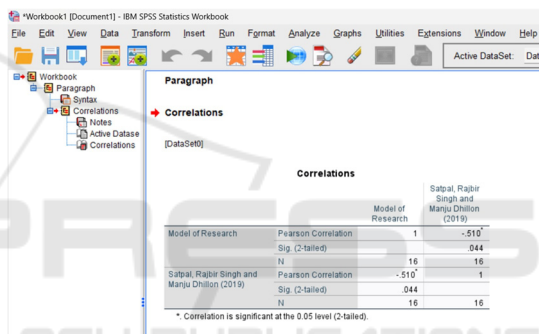 *Workbook1 [Document1] - IBM SPSS Statistics Workbook
File Edit View Data Transform Insert Run Format Analyze Graphs Utilities Extensions Window Help
Active DataSet: Dat
Workbook
Paragraph
Syntax
Correlations
Notes
Active Datase
Correlations
Paragraph
Correlations
[DataSet0]
Correlations
Model of Research
Satpal, Rajbir Singh and Manju Dhillon (2019)
Model of Research Pearson Correlation 1 -.510*
Sig. (2-tailed) .044
N 16 16
Satpal, Rajbir Singh and Manju Dhillon (2019) Pearson Correlation -.510* 1
Sig. (2-tailed) .044
N 16 16
*. Correlation is significant at the 0.05 level (2-tailed).